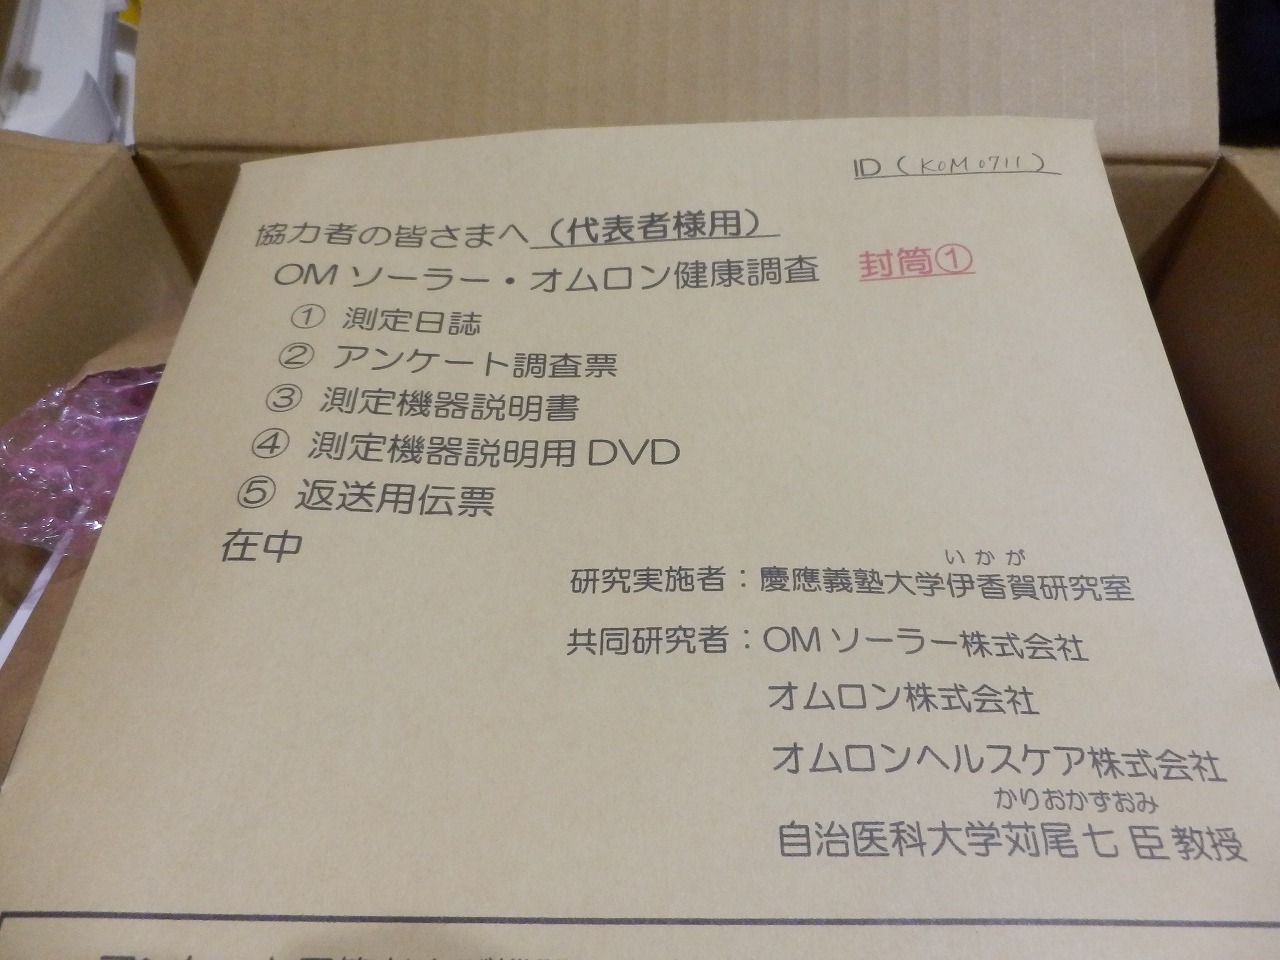 ID（KOM0711）
協力者の皆さまへ（代表者様用）
OMソーラー・オムロン健康調査　封筒①
① 測定日誌
② アンケート調査票
③ 測定機器説明書
④ 測定機器説明用DVD
⑤ 返送用伝票
在中
いかが
研究実施者：慶應義塾大学伊香賀研究室
共同研究者：OMソーラー株式会社
オムロン株式会社
オムロンヘルスケア株式会社
かりおかずおみ
自治医科大学苅尾七臣教授